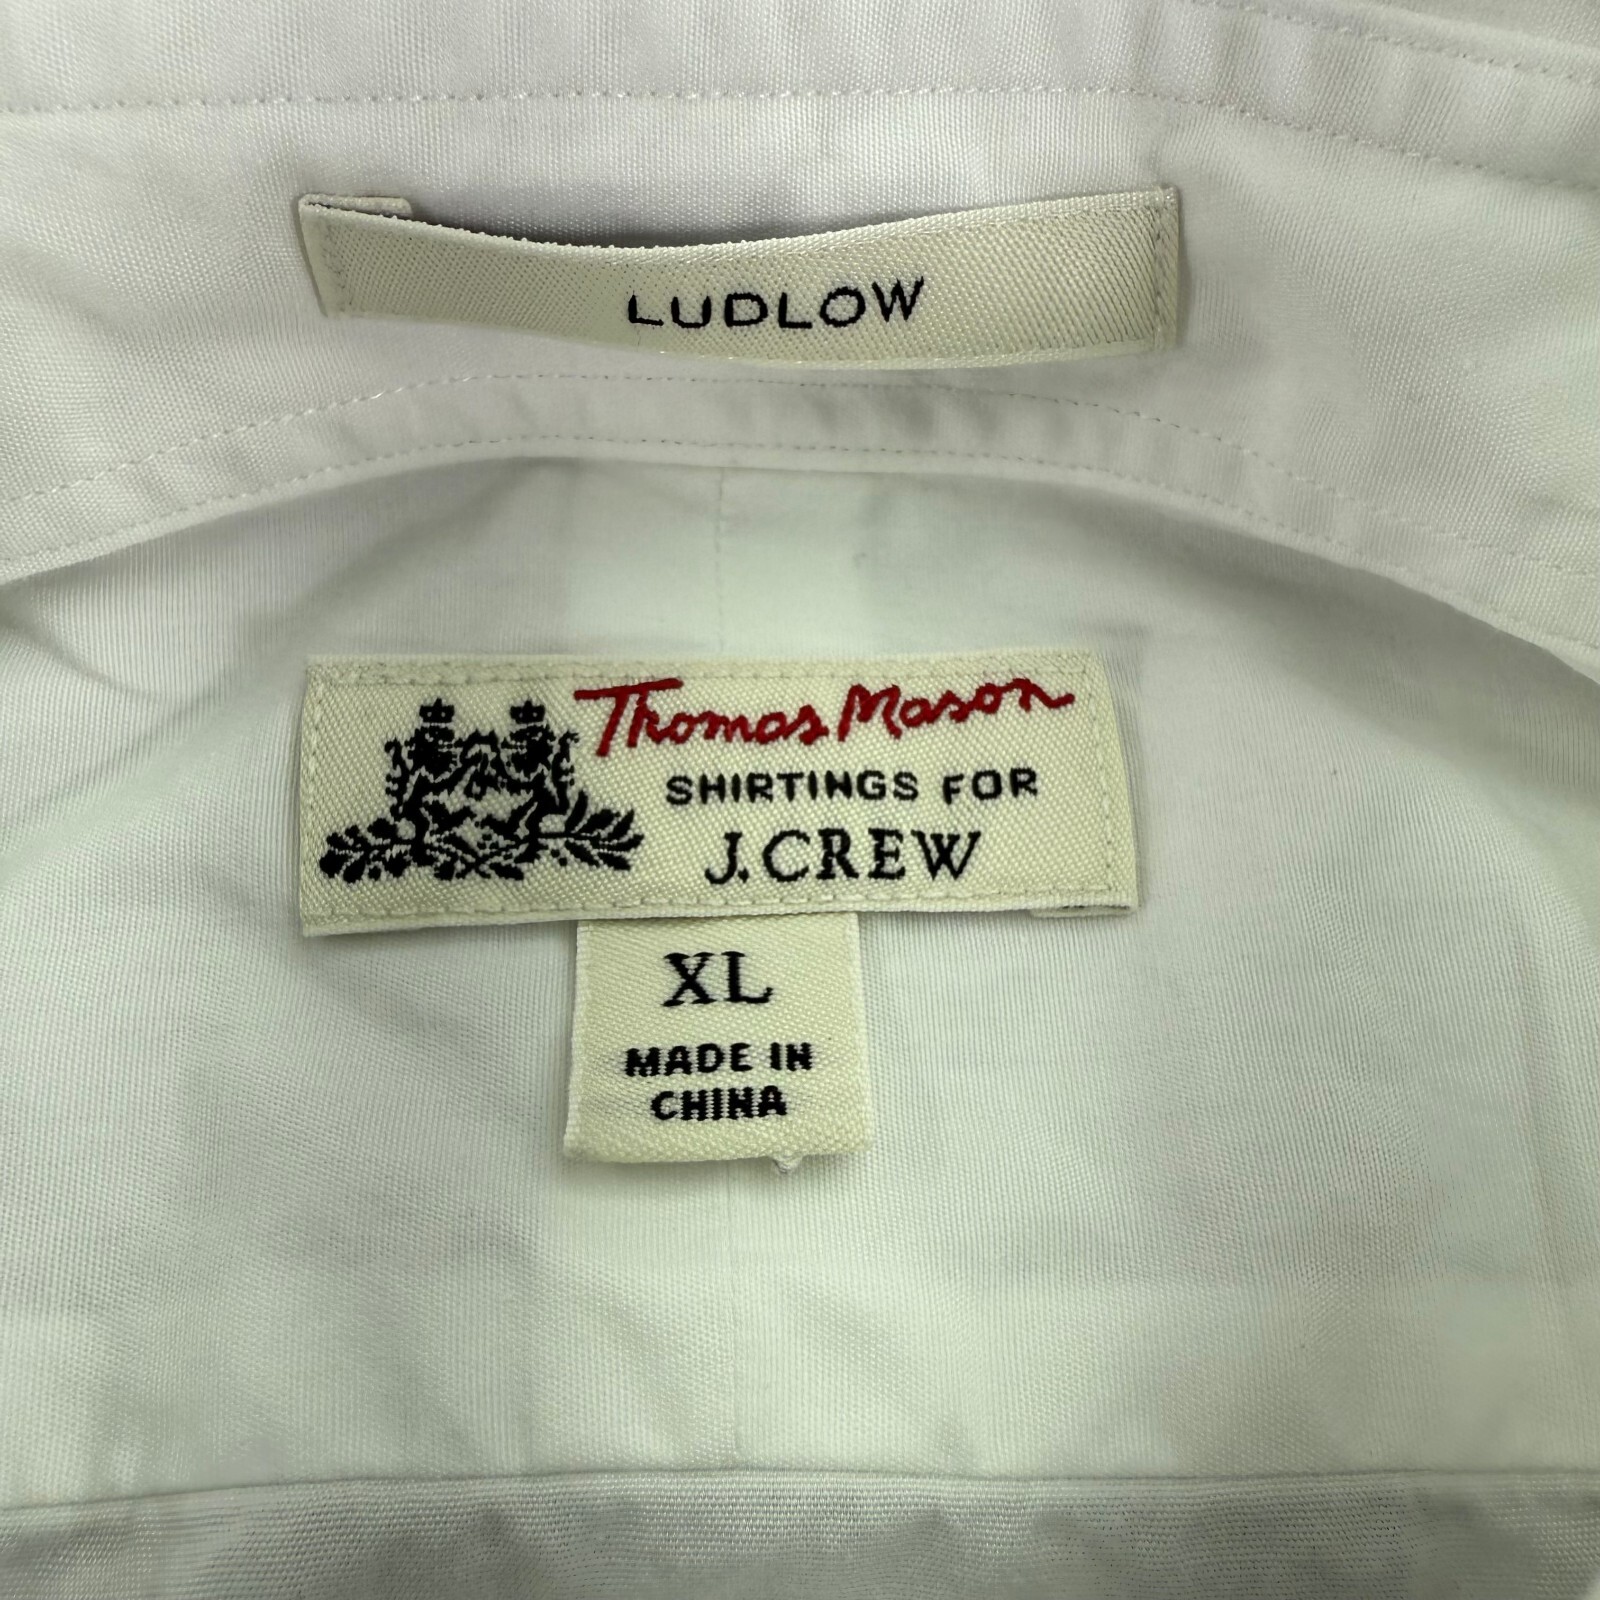 LUDLOW
Thomas Mason
SHIRTINGS FOR
J.CREW
XL
MADE IN
CHINA